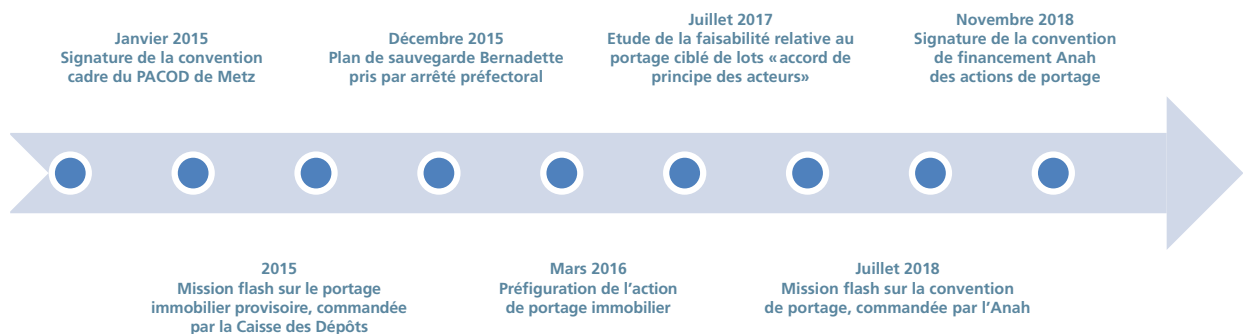 Janvier 2015
Signature de la convention
cadre du PACOD de Metz
2015
Mission flash sur le portage
immobilier provisoire, commandée
par la Caisse des Dépôts
Décembre 2015
Plan de sauvegarde Bernadette
pris par arrêté préfectoral
Mars 2016
Préfiguration de l’action
de portage immobilier
Juillet 2017
Etude de la faisabilité relative au
portage ciblé de lots «accord de
principe des acteurs»
Juillet 2018
Mission flash sur la convention
de portage, commandée par l’Anah
Novembre 2018
Signature de la convention
de financement Anah
des actions de portage